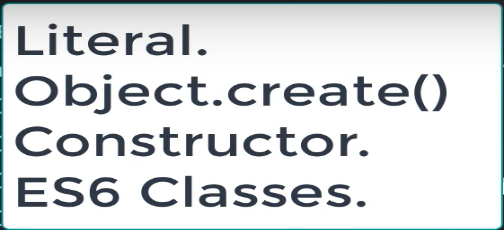 Literal.
Object.create()
Constructor.
ES6 Classes.